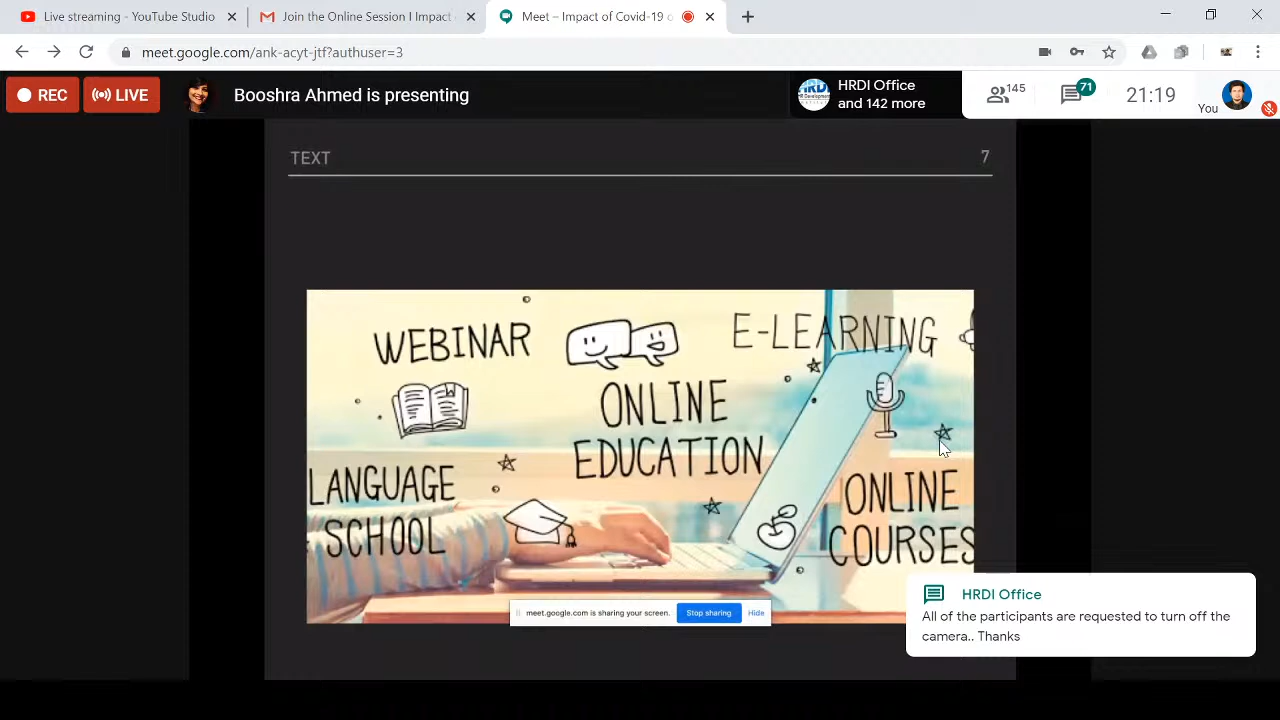 Live streaming - YouTube Studio
Join the Online Session I Impact
Meet – Impact of Covid-19 o
meet.google.com/ank-acyt-jtf?authuser=3
REC
LIVE
Booshra Ahmed is presenting
HRDI Office
and 142 more
145
71
21:19
You
TEXT
7
WEBINAR
E-LEARNING
ONLINE
EDUCATION
LANGUAGE
SCHOOL
ONLINE
COURSES
meet.google.com is sharing your screen.
Stop sharing
Hide
HRDI Office
All of the participants are requested to turn off the
camera.. Thanks